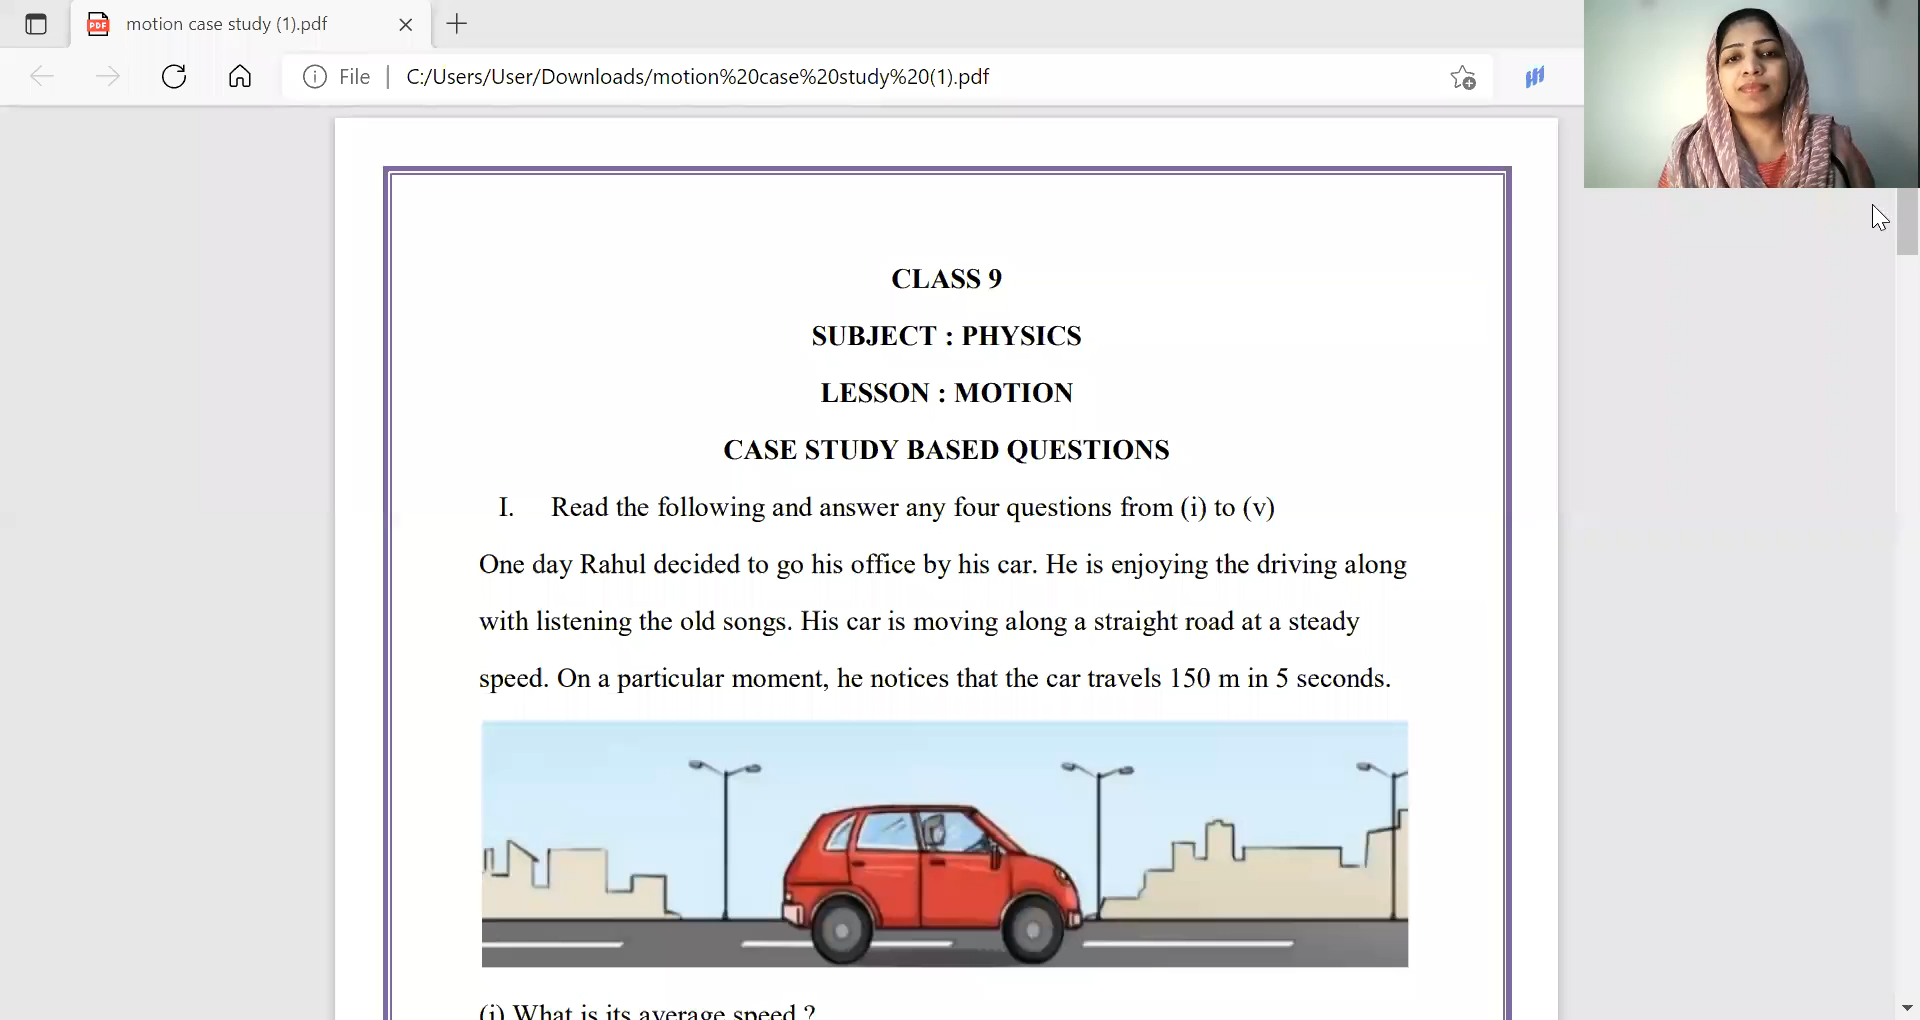 motion case study (1).pdf
File C:/Users/User/Downloads/motion%20case%20study%20(1).pdf
CLASS 9
SUBJECT : PHYSICS
LESSON : MOTION
CASE STUDY BASED QUESTIONS
I. Read the following and answer any four questions from (i) to (v)
One day Rahul decided to go his office by his car. He is enjoying the driving along
with listening the old songs. His car is moving along a straight road at a steady
speed. On a particular moment, he notices that the car travels 150 m in 5 seconds.
(i) What is its average speed ?